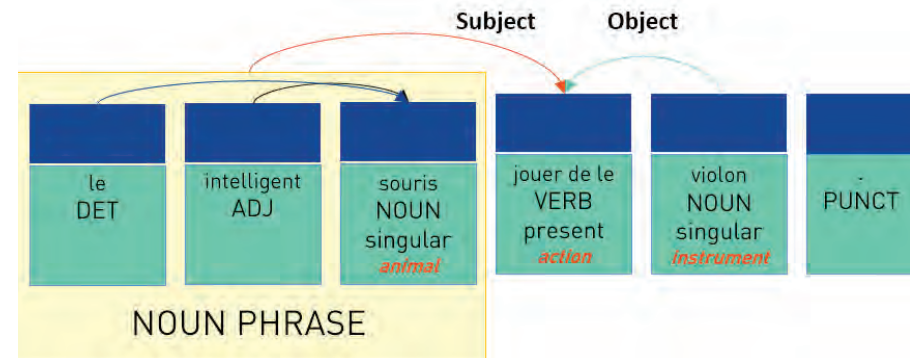 Subject
Object
le
DET
intelligent
ADJ
souris
NOUN
singular
animal
jouer de le
VERB
present
action
violon
NOUN
singular
instrument
.
PUNCT
NOUN PHRASE